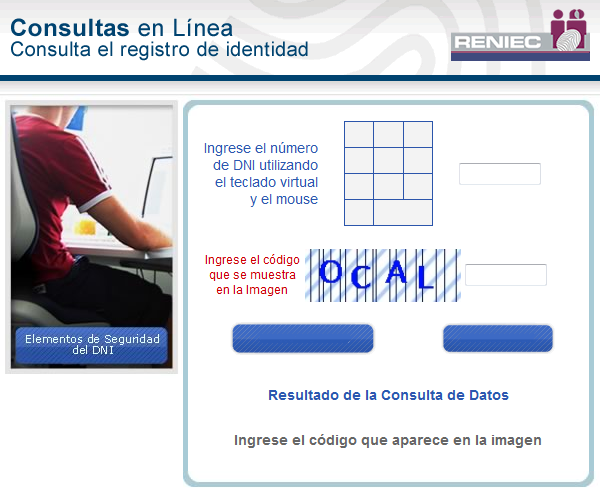 Consultas en Línea
Consulta el registro de identidad
RENIEC
Ingrese el número
de DNI utilizando
el teclado virtual
y el mouse
Ingrese el código
que se muestra
en la Imagen
OCAL
Elementos de Seguridad
del DNI
Resultado de la Consulta de Datos
Ingrese el código que aparece en la imagen